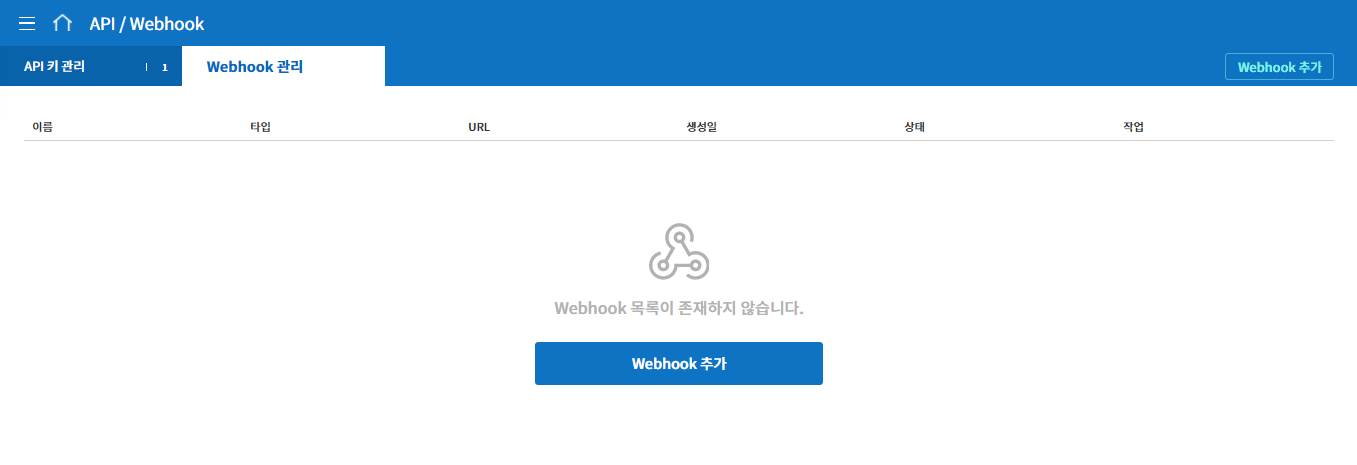 API / Webhook
API 키 관리 1
Webhook 관리
Webhook 추가
이름 타입 URL 생성일 상태 작업
Webhook 목록이 존재하지 않습니다.
Webhook 추가